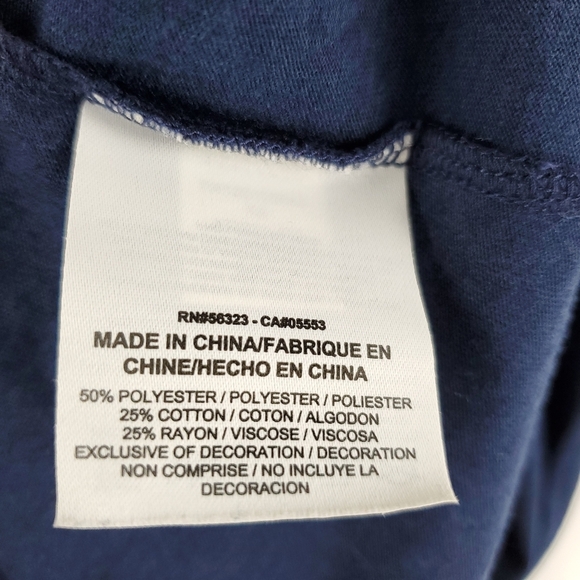 RN#56323 - CA#05553
MADE IN CHINA/FABRIQUE EN
CHINE/HECHO EN CHINA
50% POLYESTER / POLYESTER / POLIESTER
25% COTTON / COTON / ALGODON
25% RAYON / VISCOSE / VISCOSA
EXCLUSIVE OF DECORATION / DECORATION
NON COMPRISE / NO INCLUYE LA
DECORACION